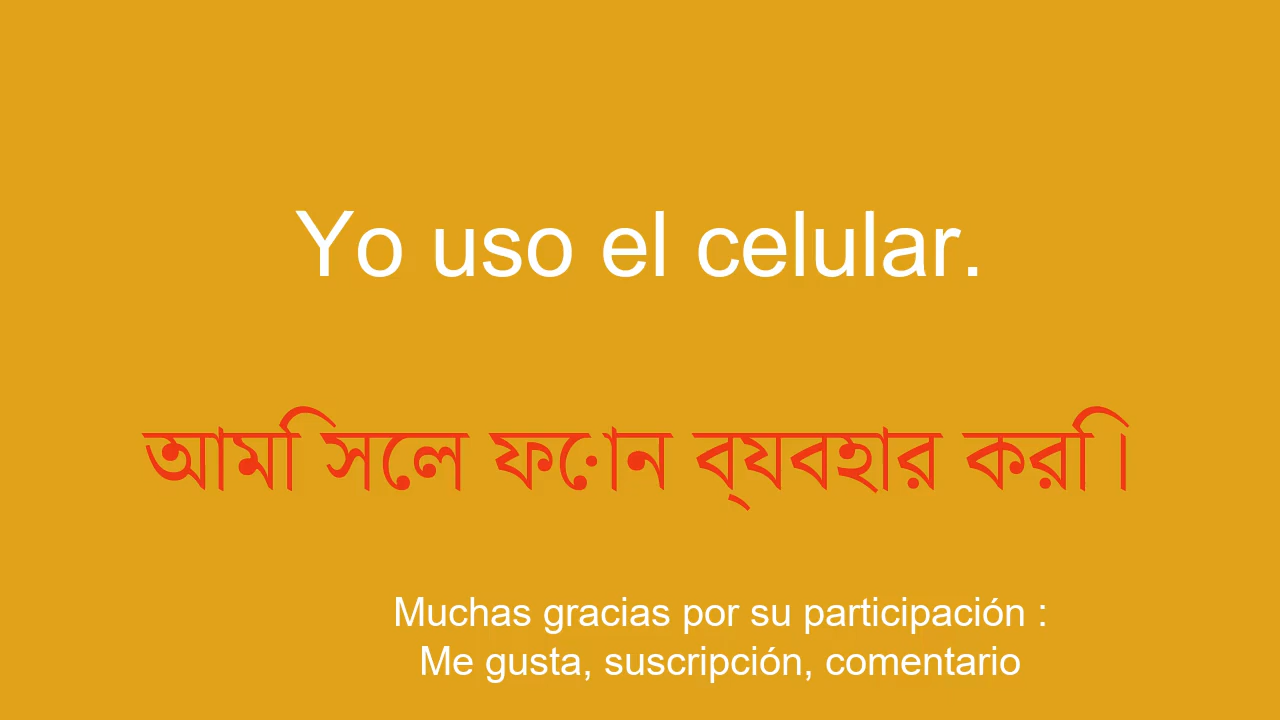 Yo uso el celular.
আমি সেল ফোন ব্যবহার করি।
Muchas gracias por su participación :
Me gusta, suscripción, comentario